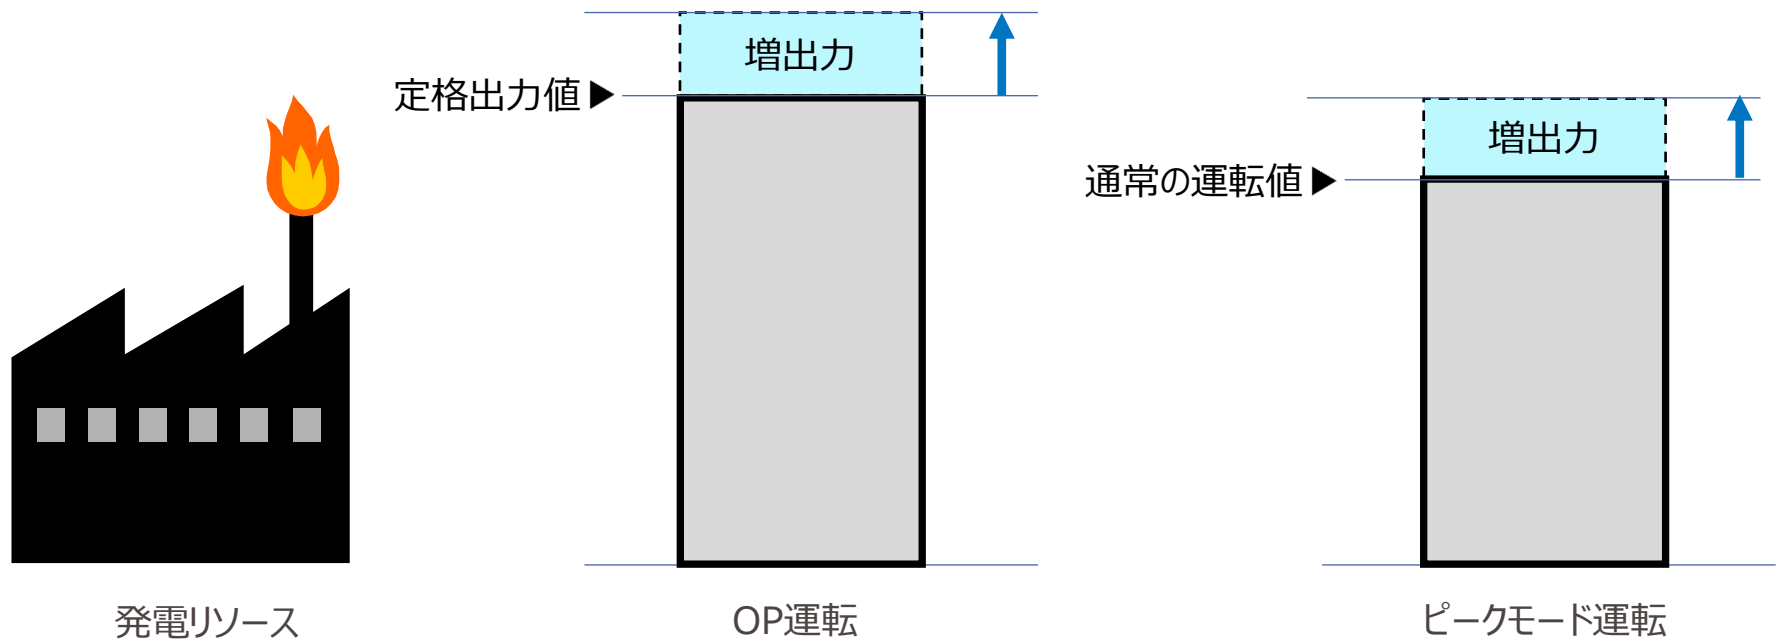 増出力
定格出力値▶
増出力
通常の運転値▶
発電リソース
OP運転
ピークモード運転